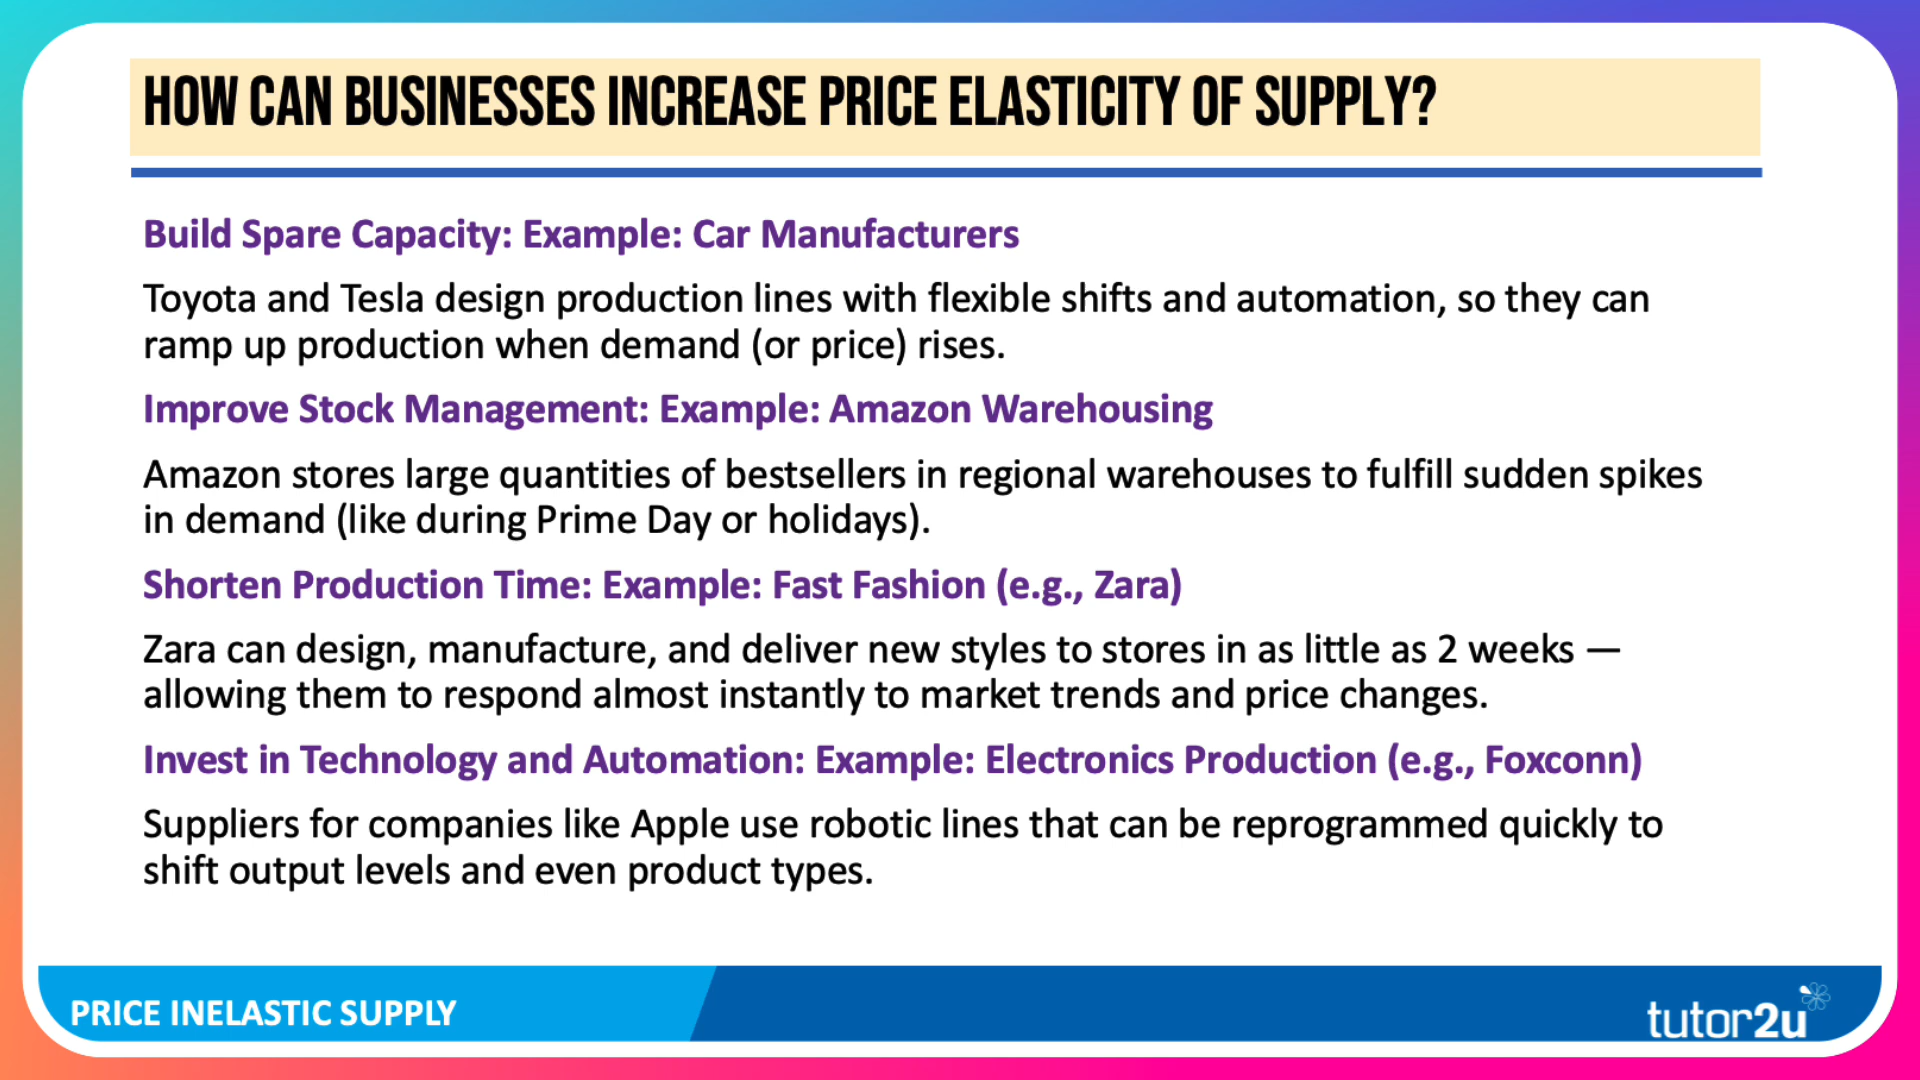 HOW CAN BUSINESSES INCREASE PRICE ELASTICITY OF SUPPLY?
Build Spare Capacity: Example: Car Manufacturers
Toyota and Tesla design production lines with flexible shifts and automation, so they can
ramp up production when demand (or price) rises.
Improve Stock Management: Example: Amazon Warehousing
Amazon stores large quantities of bestsellers in regional warehouses to fulfill sudden spikes
in demand (like during Prime Day or holidays).
Shorten Production Time: Example: Fast Fashion (e.g., Zara)
Zara can design, manufacture, and deliver new styles to stores in as little as 2 weeks —
allowing them to respond almost instantly to market trends and price changes.
Invest in Technology and Automation: Example: Electronics Production (e.g., Foxconn)
Suppliers for companies like Apple use robotic lines that can be reprogrammed quickly to
shift output levels and even product types.
PRICE INELASTIC SUPPLY
tutor2u